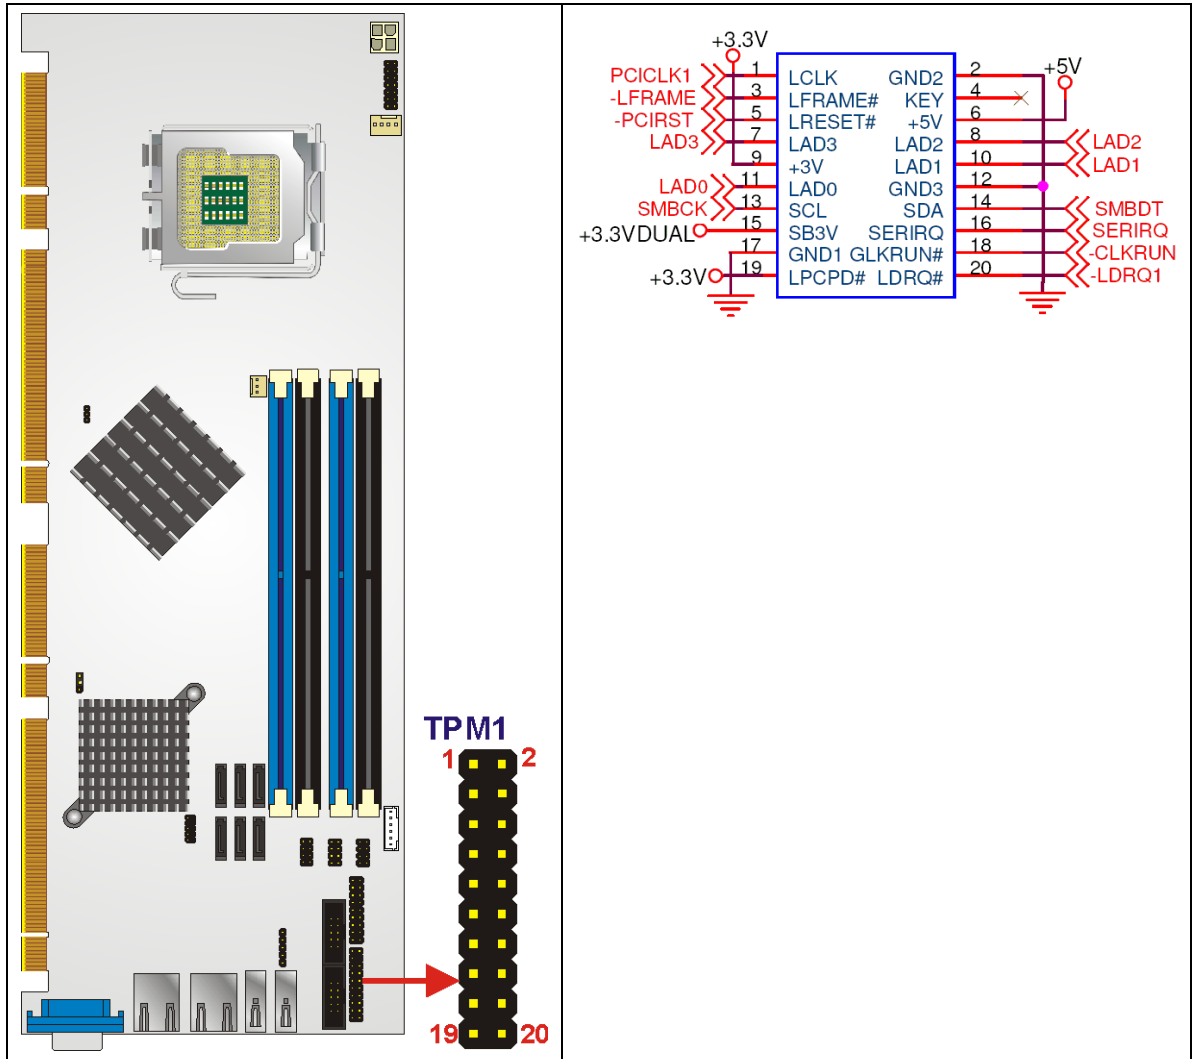 TPM1
1 2
19 20
+3.3V
PCICLK1 1 LCLK GND2 2 +5V
-LFRAME 3 LFRAME# KEY 4
-PCIRST 5 LRESET# +5V 6
LAD3 7 LAD3 LAD2 8 LAD2
9 +3V LAD1 10 LAD1
LAD0 11 LAD0 GND3 12
SMBCK 13 SCL SDA 14 SMBDT
+3.3VDUAL 15 SB3V SERIRQ 16 SERIRQ
17 GND1 GLKRUN# 18 -CLKRUN
+3.3V 19 LPCPD# LDRQ# 20 -LDRQ1